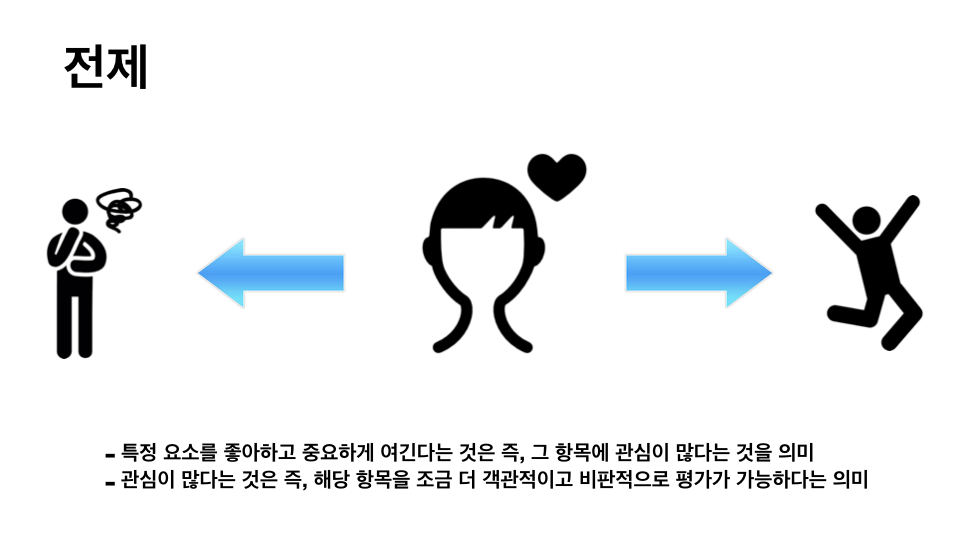 전제
- 특정 요소를 좋아하고 중요하게 여긴다는 것은 즉, 그 항목에 관심이 많다는 것을 의미
- 관심이 많다는 것은 즉, 해당 항목을 조금 더 객관적이고 비판적으로 평가가 가능하다는 의미